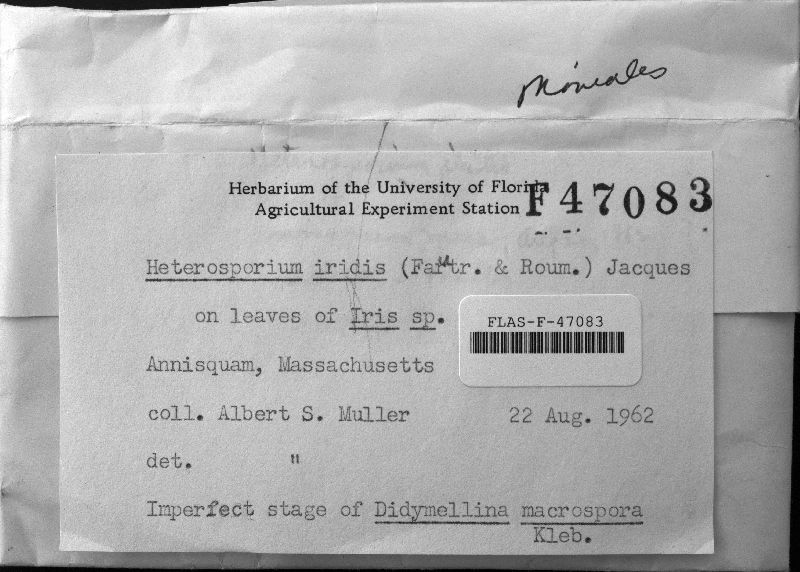 Moniales
Herbarium of the University of Florida
Agricultural Experiment Station F47083
Heterosporium iridis (Fautr. & Roum.) Jacques
on leaves of Iris sp.
FLAS-F-47083
Annisquam, Massachusetts
coll. Albert S. Muller 22 Aug. 1962
det. "
Imperfect stage of Didymellina macrospora
Kleb.